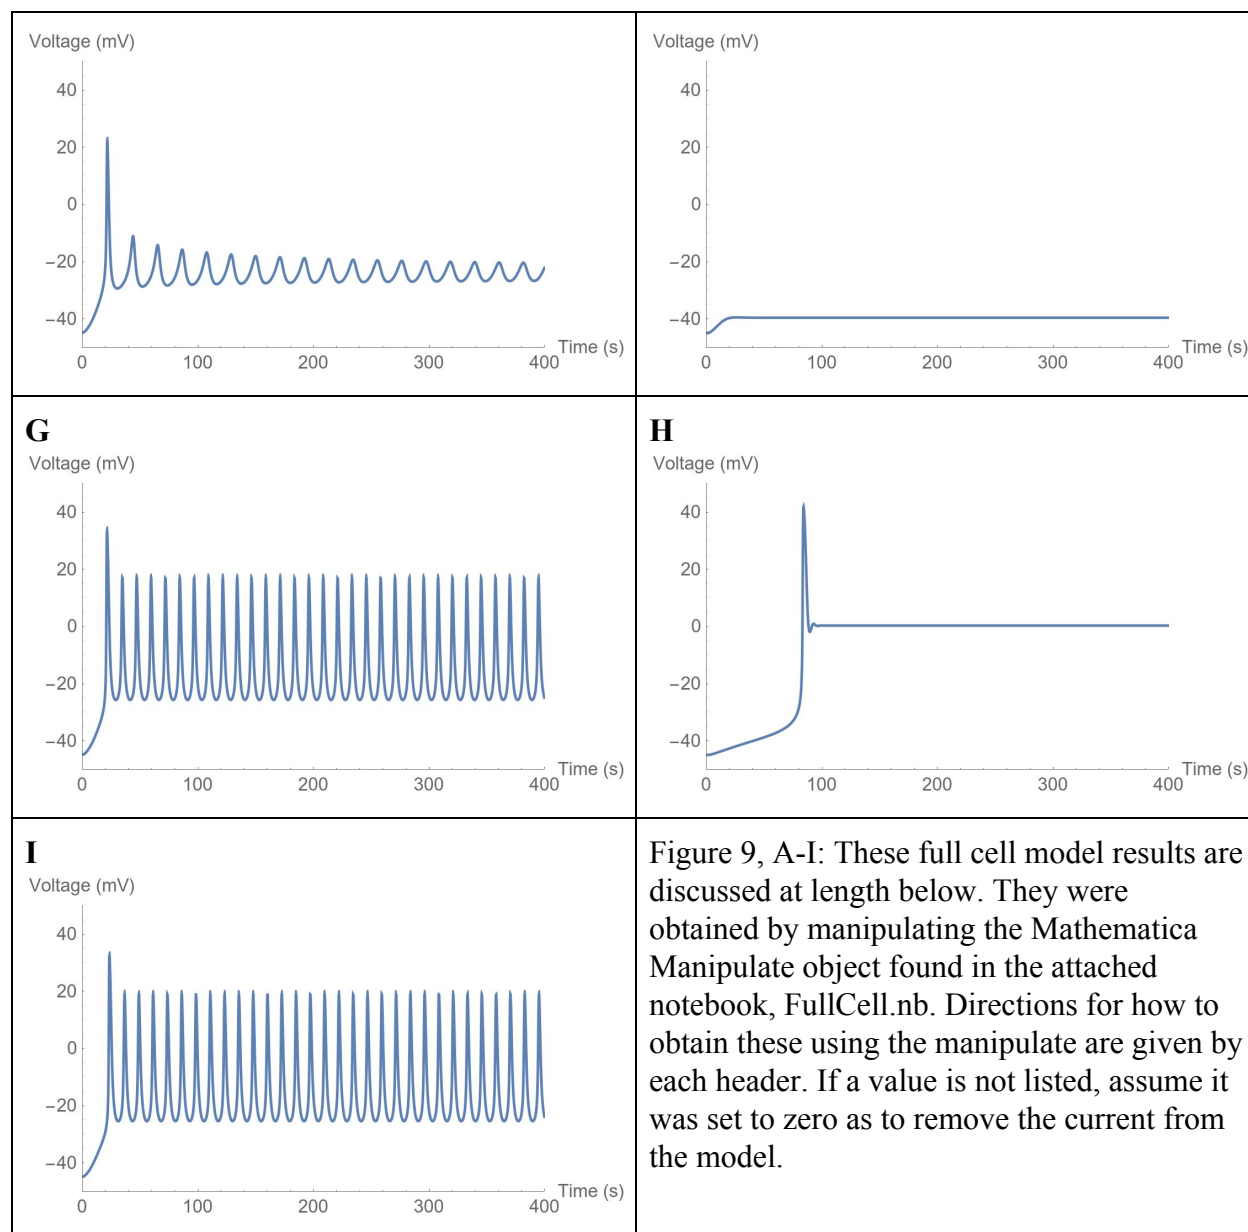 Voltage (mV)
40
20
0
−20
−40
0
100
200
300
400
Time (s)
Voltage (mV)
40
20
0
−20
−40
0
100
200
300
400
Time (s)
G
Voltage (mV)
40
20
0
−20
−40
0
100
200
300
400
Time (s)
H
Voltage (mV)
40
20
0
−20
−40
0
100
200
300
400
Time (s)
I
Voltage (mV)
40
20
0
−20
−40
0
100
200
300
400
Time (s)
Figure 9, A-I: These full cell model results are
discussed at length below. They were
obtained by manipulating the Mathematica
Manipulate object found in the attached
notebook, FullCell.nb. Directions for how to
obtain these using the manipulate are given by
each header. If a value is not listed, assume it
was set to zero as to remove the current from
the model.